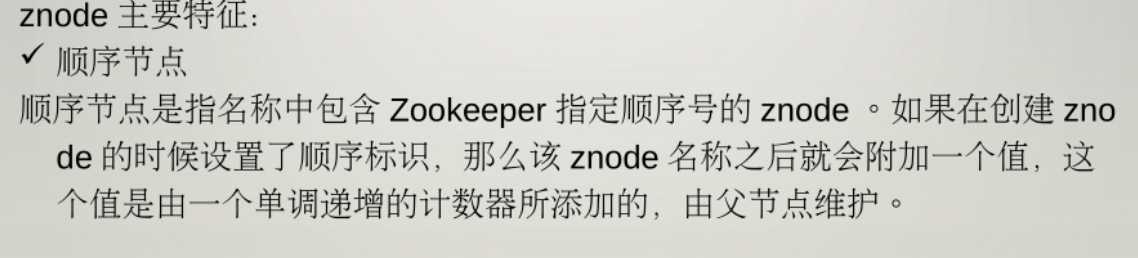 znode 主要特征:
✓ 顺序节点
顺序节点是指名称中包含 Zookeeper 指定顺序号的 znode 。如果在创建 zno
de 的时候设置了顺序标识，那么该 znode 名称之后就会附加一个值，这
个值是由一个单调递增的计数器所添加的，由父节点维护。